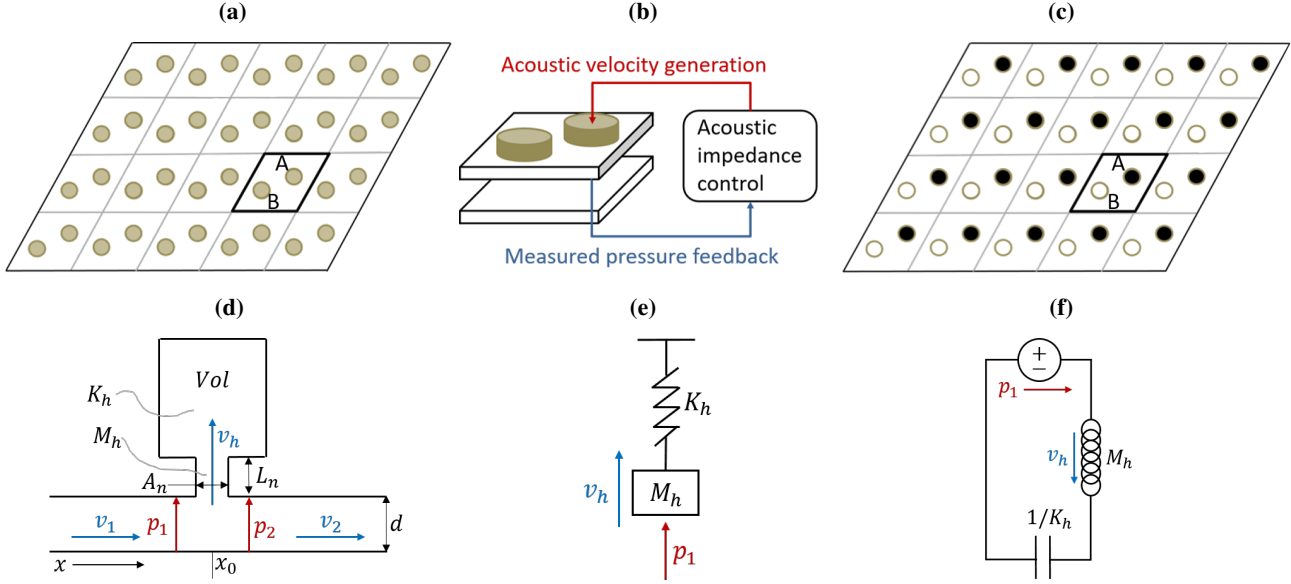 (a)
(b)
(c)
A
B
Acoustic velocity generation
Acoustic
impedance
control
Measured pressure feedback
A
B
(d)
(e)
(f)
Vol
K_h
M_h
v_h
A_n
L_n
v_1
p_1
p_2
v_2
d
x
x_0
K_h
v_h
M_h
p_1
+
−
p_1
v_h
M_h
1/K_h